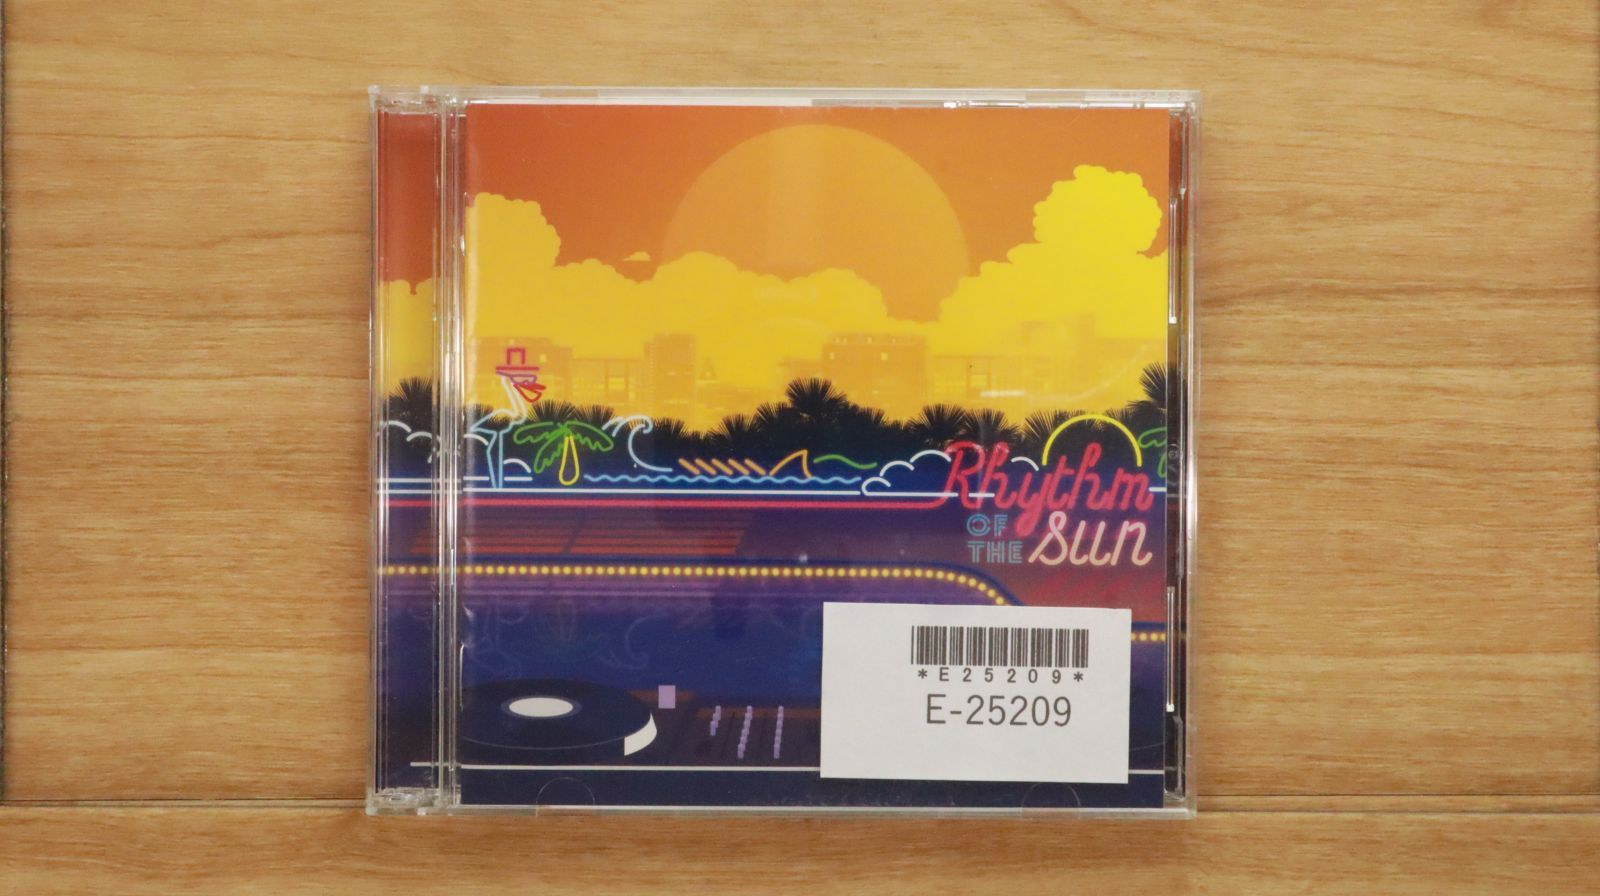 Rhythm
OF
THE
sun
*E25209*
E-25209